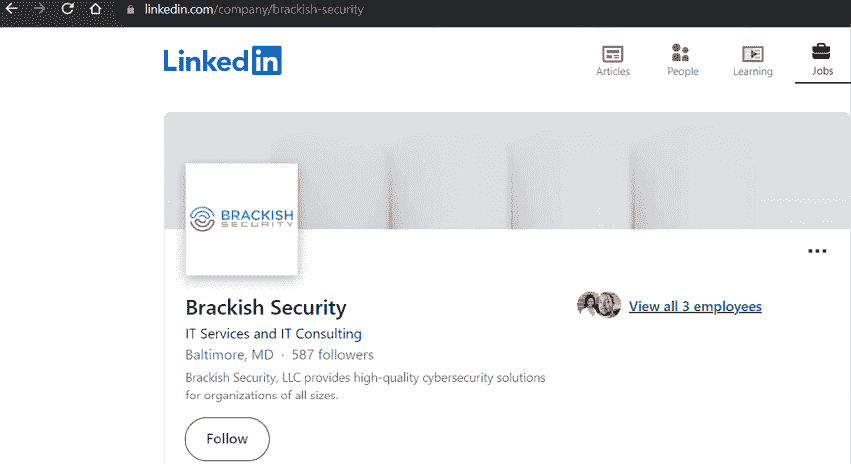 linkedin.com/company/brackish-security
LinkedIn
Articles
People
Learning
Jobs
BRACKISH
SECURITY
Brackish Security
View all 3 employees
IT Services and IT Consulting
Baltimore, MD · 587 followers
Brackish Security, LLC provides high-quality cybersecurity solutions
for organizations of all sizes.
Follow